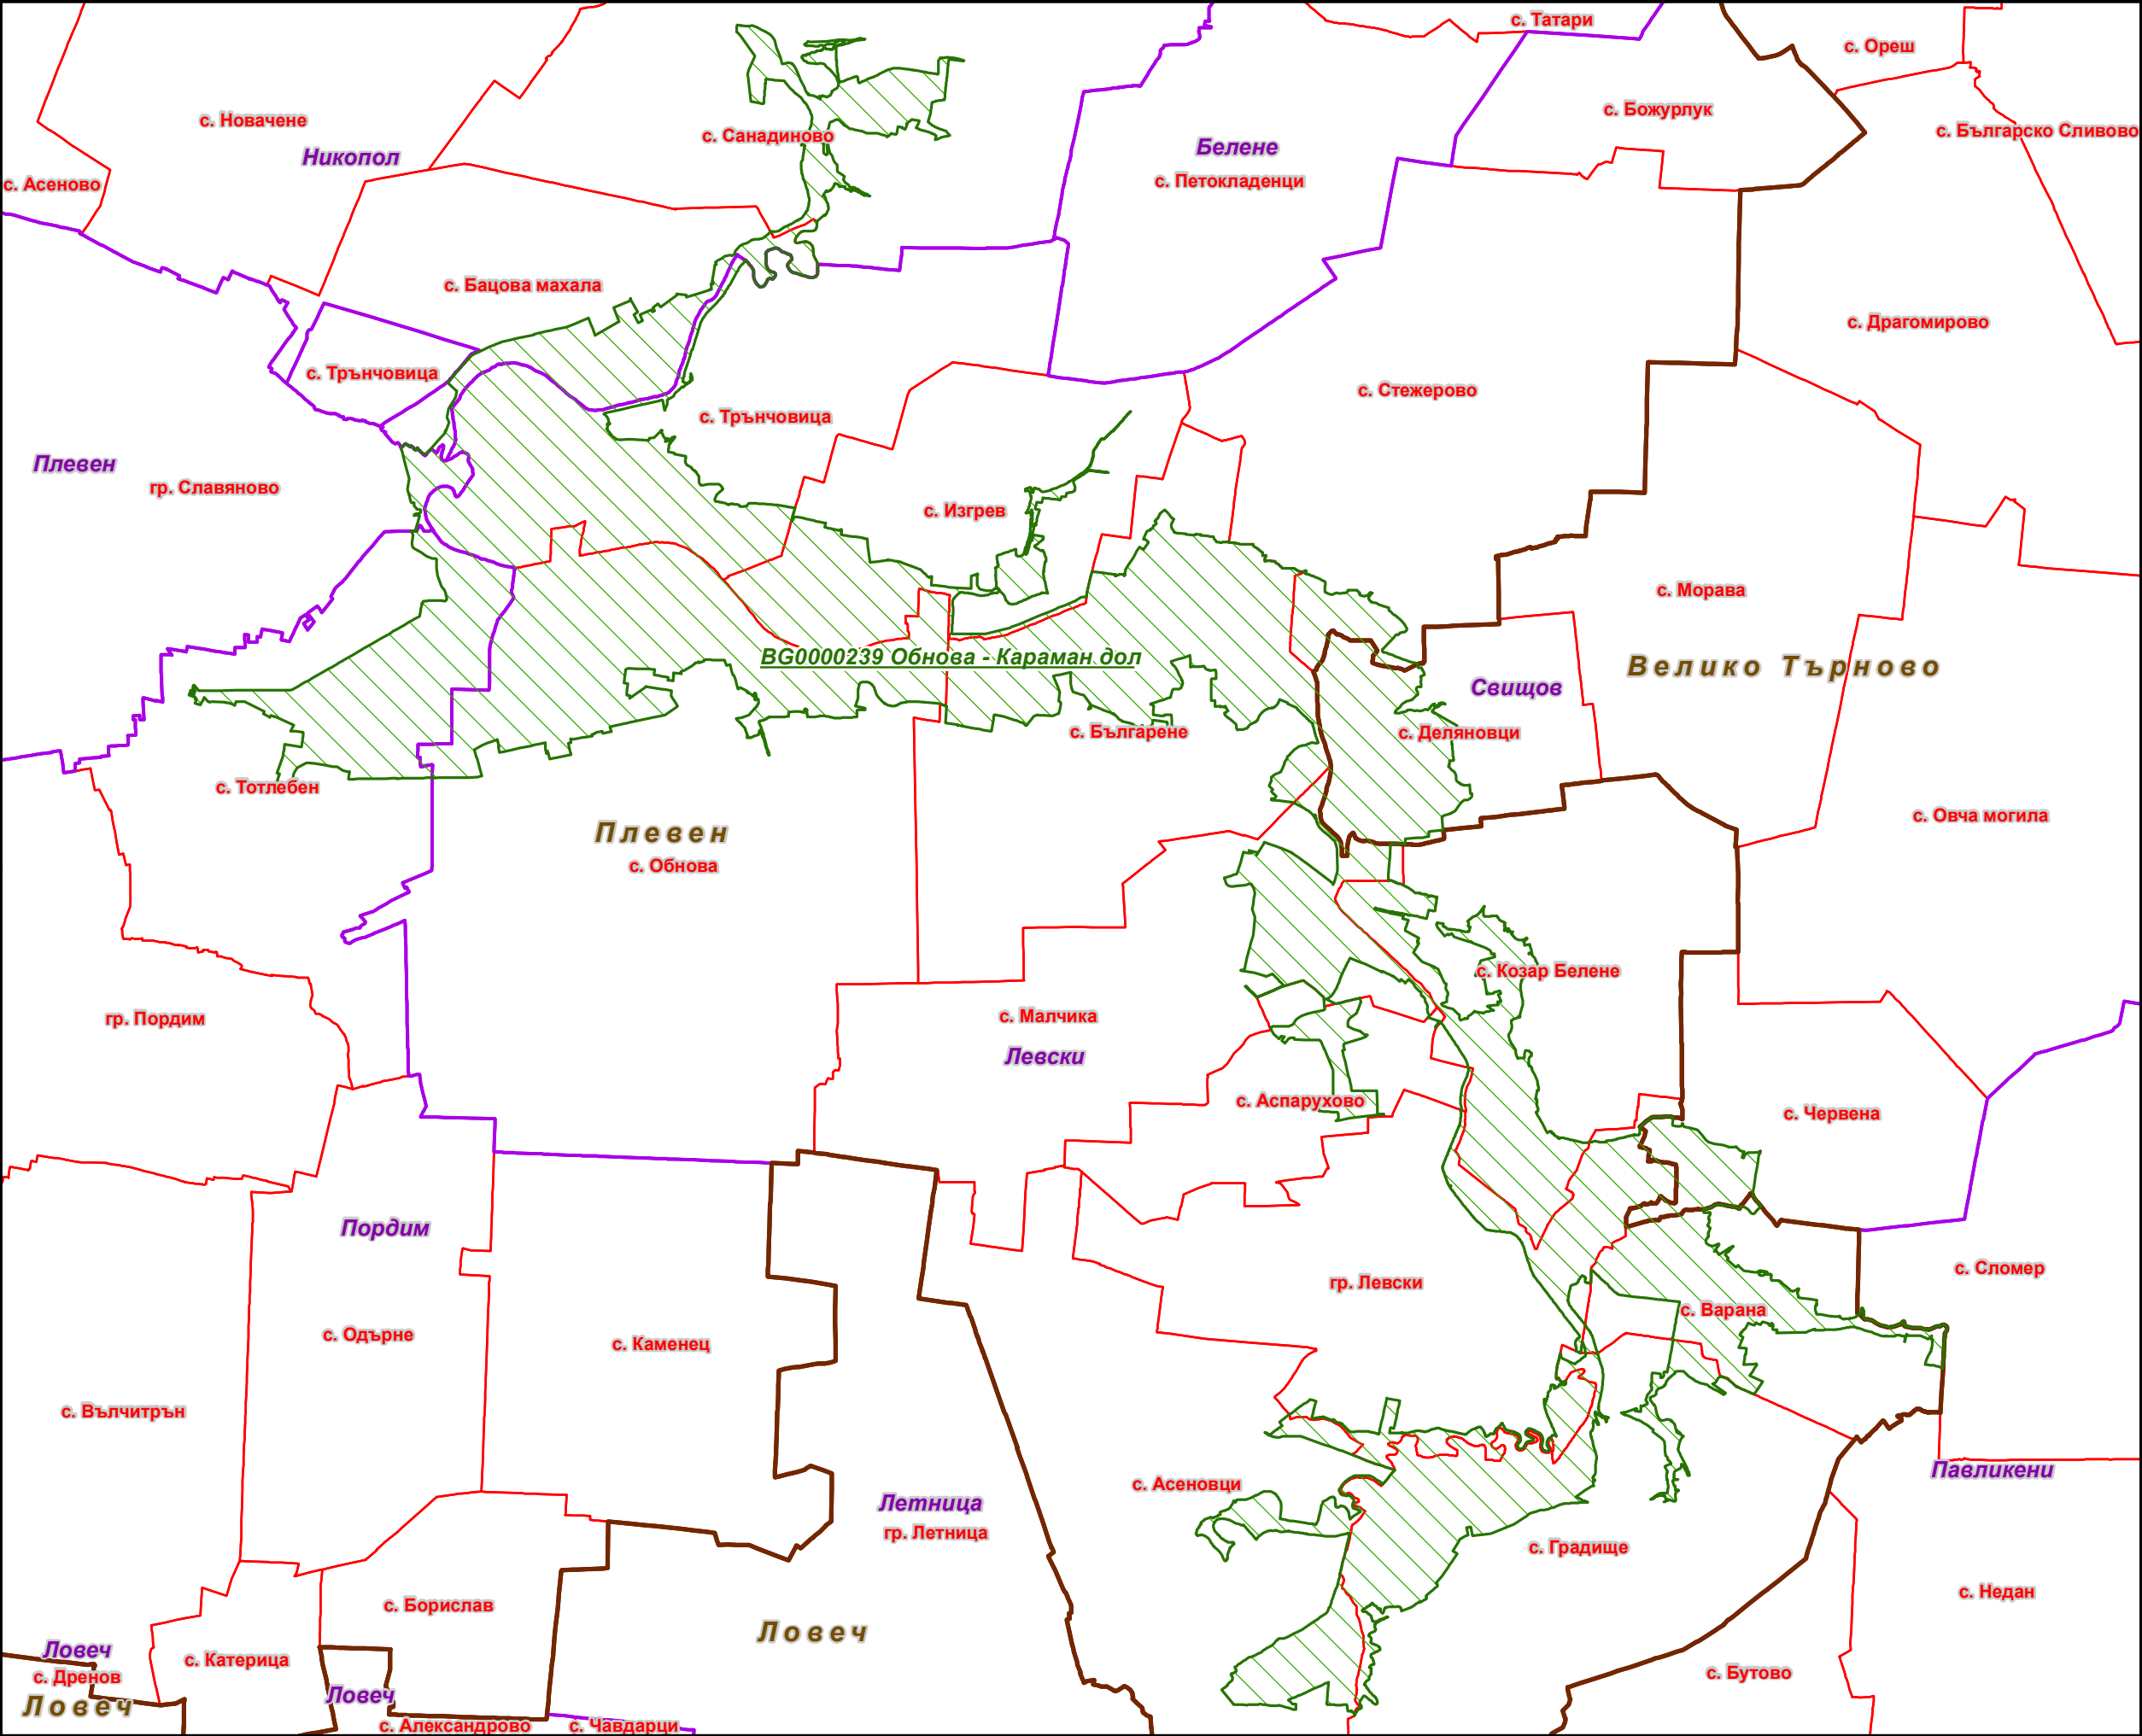 с. Татари
с. Ореш
с. Новачене
с. Божурлук
с. Санадиново
с. Българско Сливово
Никопол
Белене
с. Асеново
с. Петокладенци
с. Бацова махала
с. Драгомирово
с. Трънчовица
с. Стежерово
с. Трънчовица
Плевен
гр. Славяново
с. Изгрев
с. Морава
BG0000239 Обнова - Караман дол
Велико Търново
Свищов
с. Българене
с. Деляновци
с. Тотлебен
с. Овча могила
Плевен
с. Обнова
с. Козар Белене
гр. Пордим
с. Малчика
Левски
с. Аспарухово
с. Червена
Пордим
с. Сломер
гр. Левски
с. Варана
с. Одърне
с. Каменец
с. Вълчитрън
Павликени
с. Асеновци
Летница
гр. Летница
с. Градище
с. Недан
с. Борислав
Ловеч
Ловеч
с. Катерица
с. Дренов
с. Бутово
Ловеч
Ловеч
с. Александрово
с. Чавдарци